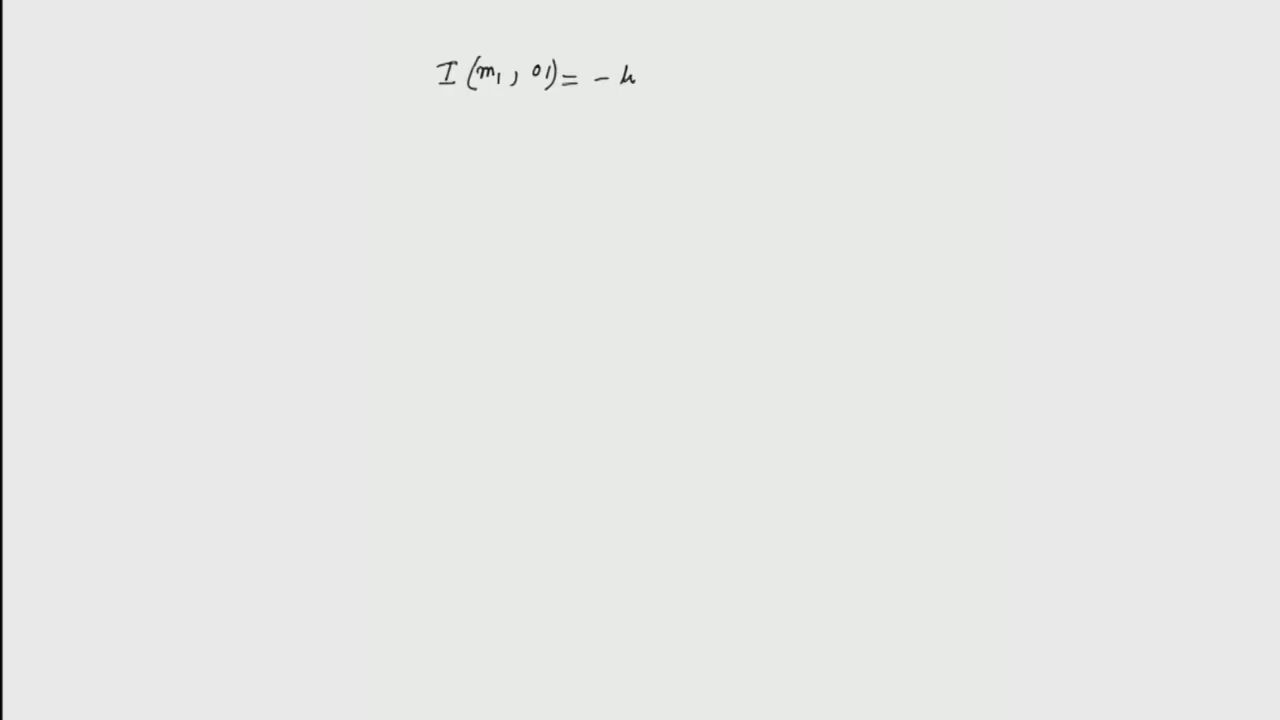 I(m₁, 01) = - h